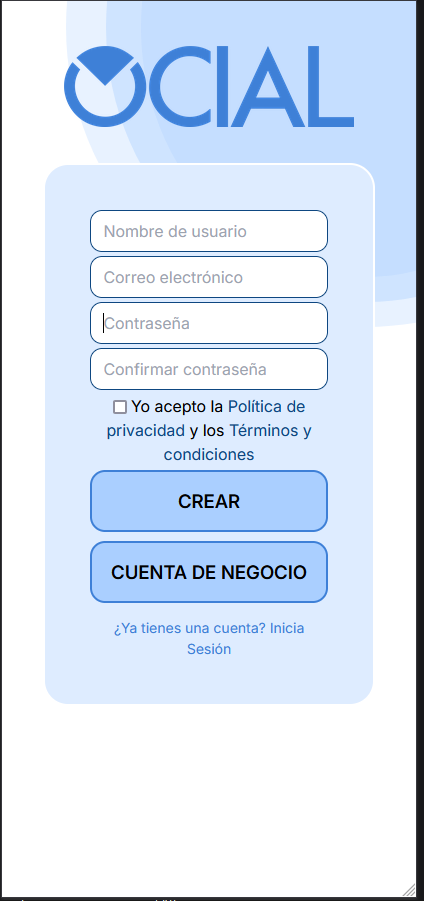 OCIAL
Nombre de usuario
Correo electrónico
Contraseña
Confirmar contraseña
Yo acepto la Política de
privacidad y los Términos y
condiciones
CREAR
CUENTA DE NEGOCIO
¿Ya tienes una cuenta? Inicia
Sesión